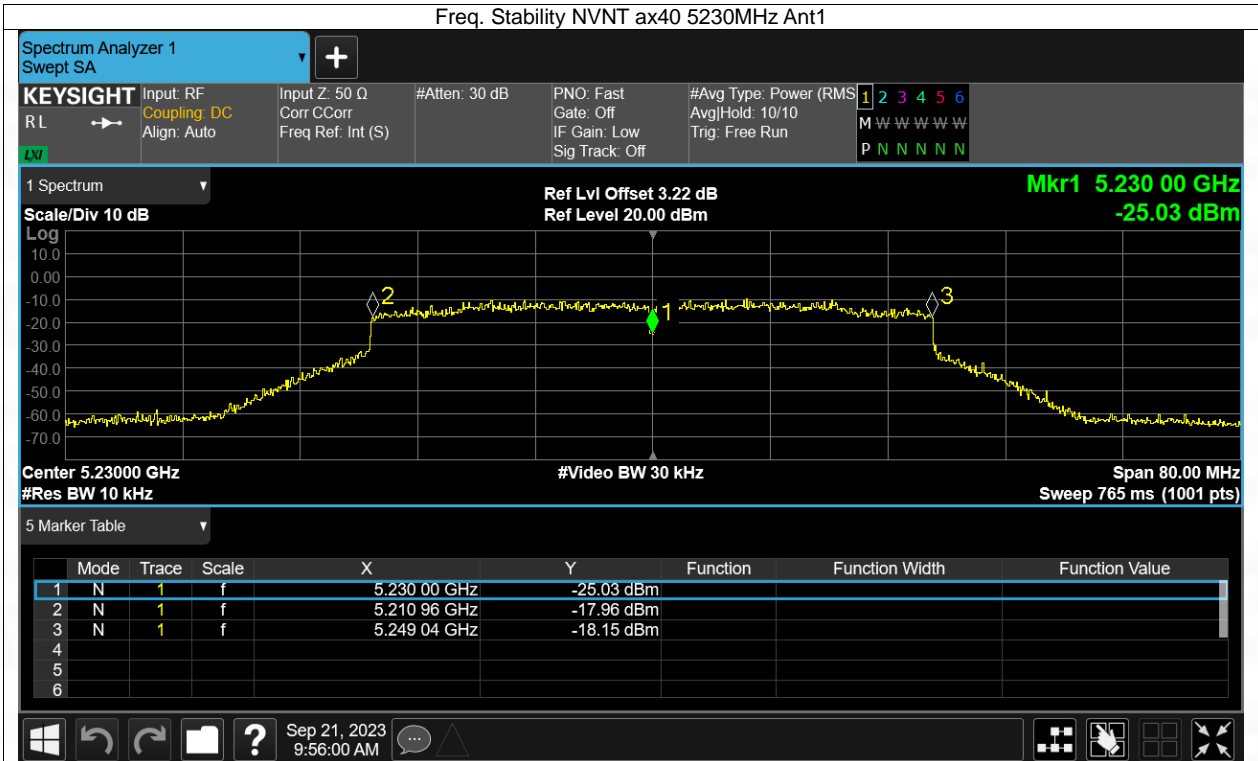 Freq. Stability NVNT ax40 5230MHz Ant1
Spectrum Analyzer 1
Swept SA
KEYSIGHT Input: RF Input Z: 50 Ω #Atten: 30 dB PNO: Fast #Avg Type: Power (RMS 1 2 3 4 5 6
RL Coupling: DC Corr CCorr Gate: Off Avg|Hold: 10/10 M W W W W W
Align: Auto Freq Ref: Int (S) IF Gain: Low Trig: Free Run
LXI Sig Track: Off P N N N N N
1 Spectrum Ref Lvl Offset 3.22 dB Mkr1 5.230 00 GHz
Scale/Div 10 dB Ref Level 20.00 dBm -25.03 dBm
Log
10.0
0.00
-10.0 2 3
-20.0 1
-30.0
-40.0
-50.0
-60.0
-70.0
Center 5.23000 GHz #Video BW 30 kHz Span 80.00 MHz
#Res BW 10 kHz Sweep 765 ms (1001 pts)
5 Marker Table
Mode Trace Scale X Y Function Function Width Function Value
1 N 1 f 5.230 00 GHz -25.03 dBm
2 N 1 f 5.210 96 GHz -17.96 dBm
3 N 1 f 5.249 04 GHz -18.15 dBm
4
5
6
? Sep 21, 2023
9:56:00 AM